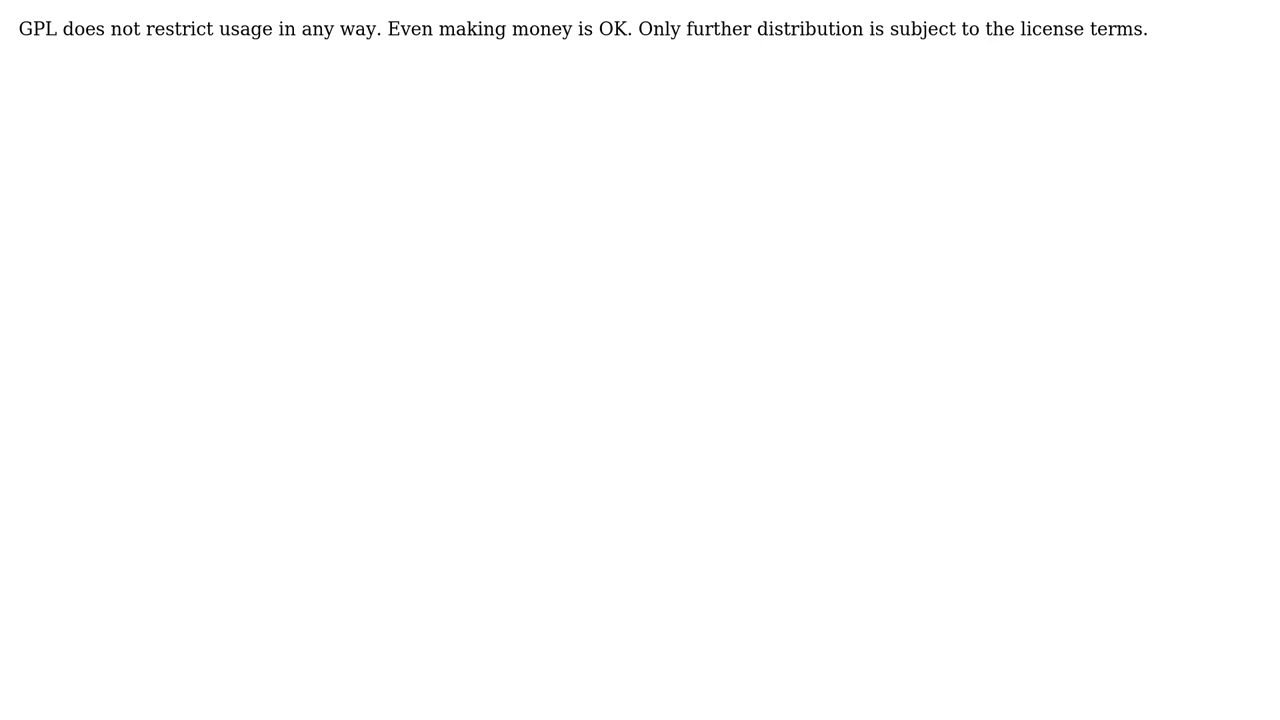 GPL does not restrict usage in any way. Even making money is OK. Only further distribution is subject to the license terms.